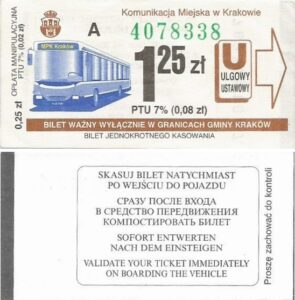 Komunikacja Miejska w Krakowie
A
4078338
OPŁATA MANIPULACYJNA
PTU 7% (0,02 zł)
0,25 zł
MPK Kraków
1 25 zł
PTU 7% (0,08 zł)
U
ULGOWY
USTAWOWY
BILET WAŻNY WYŁĄCZNIE W GRANICACH GMINY KRAKÓW
BILET JEDNOKROTNEGO KASOWANIA
SKASUJ BILET NATYCHMIAST
PO WEJŚCIU DO POJAZDU
СРАЗУ ПОСЛЕ ВХОДА
В СРЕДСТВО ПЕРЕДВИЖЕНИЯ
КОМПОСТИРОВАТЬ БИЛЕТ
SOFORT ENTWERTEN
NACH DEM EINSTEIGEN
VALIDATE YOUR TICKET IMMEDIATELY
ON BOARDING THE VEHICLE
Proszę zachować do kontroli